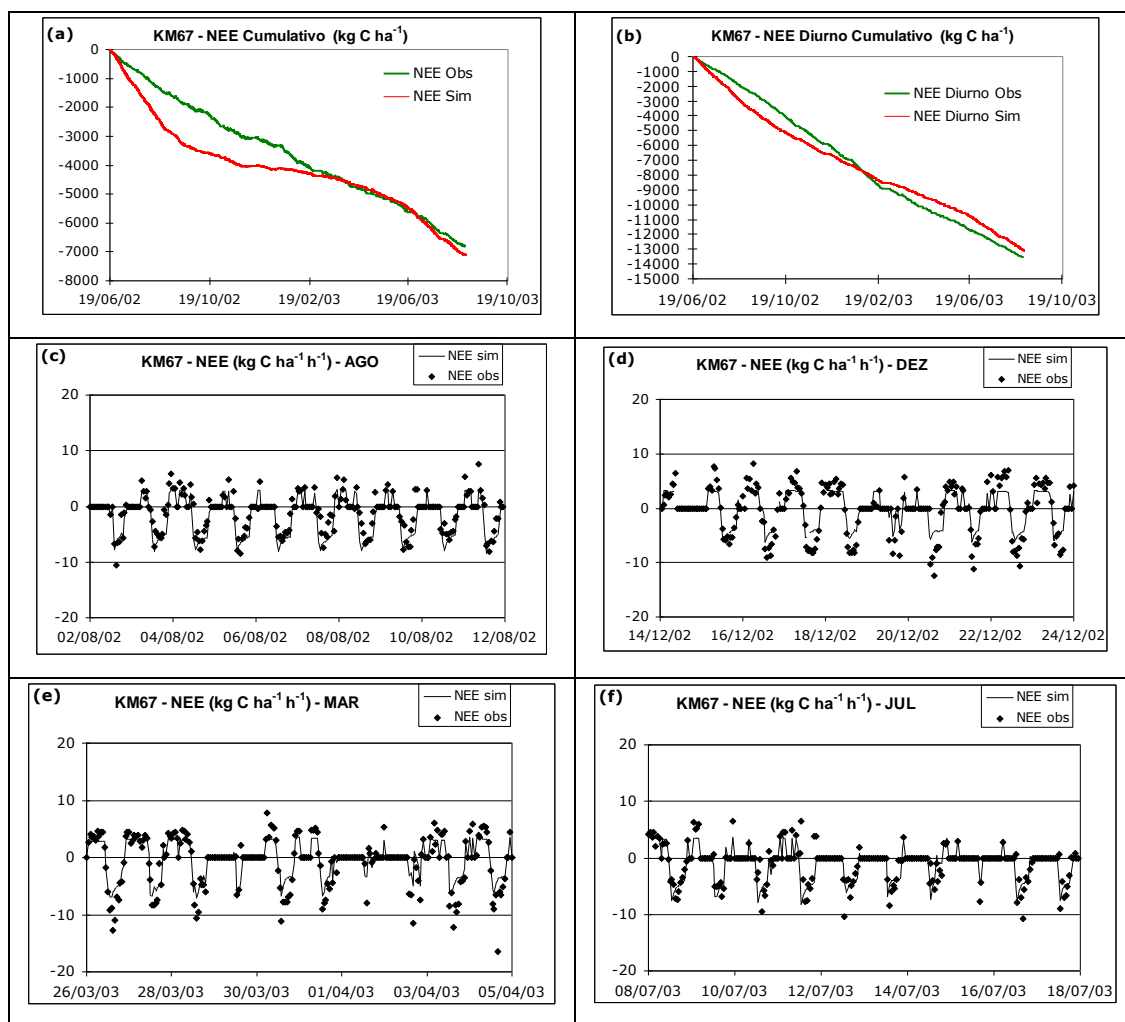 (a)
KM67 - NEE Cumulativo (kg C ha⁻¹)
0
-1000
-2000
-3000
-4000
-5000
-6000
-7000
-8000
NEE Obs
NEE Sim
19/06/02 19/10/02 19/02/03 19/06/03 19/10/03
(b)
KM67 - NEE Diurno Cumulativo (kg C ha⁻¹)
0
-1000
-2000
-3000
-4000
-5000
-6000
-7000
-8000
-9000
-10000
-11000
-12000
-13000
-14000
-15000
NEE Diurno Obs
NEE Diurno Sim
19/06/02 19/10/02 19/02/03 19/06/03 19/10/03
(c)
KM67 - NEE (kg C ha⁻¹ h⁻¹) - AGO
NEE sim
NEE obs
20
10
0
-10
-20
02/08/02 04/08/02 06/08/02 08/08/02 10/08/02 12/08/02
(d)
KM67 - NEE (kg C ha⁻¹ h⁻¹) - DEZ
NEE sim
NEE obs
20
10
0
-10
-20
14/12/02 16/12/02 18/12/02 20/12/02 22/12/02 24/12/02
(e)
KM67 - NEE (kg C ha⁻¹ h⁻¹) - MAR
NEE sim
NEE obs
20
10
0
-10
-20
26/03/03 28/03/03 30/03/03 01/04/03 03/04/03 05/04/03
(f)
KM67 - NEE (kg C ha⁻¹ h⁻¹) - JUL
NEE sim
NEE obs
20
10
0
-10
-20
08/07/03 10/07/03 12/07/03 14/07/03 16/07/03 18/07/03